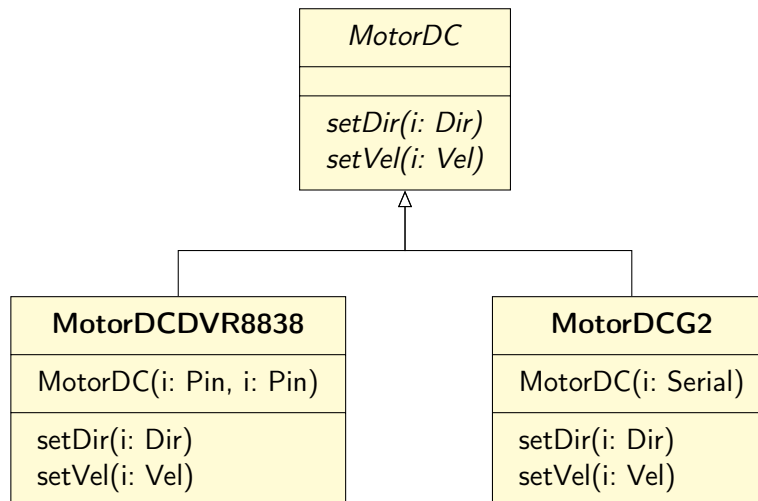 MotorDC
setDir(i: Dir)
setVel(i: Vel)
MotorDCDVR8838
MotorDC(i: Pin, i: Pin)
setDir(i: Dir)
setVel(i: Vel)
MotorDCG2
MotorDC(i: Serial)
setDir(i: Dir)
setVel(i: Vel)